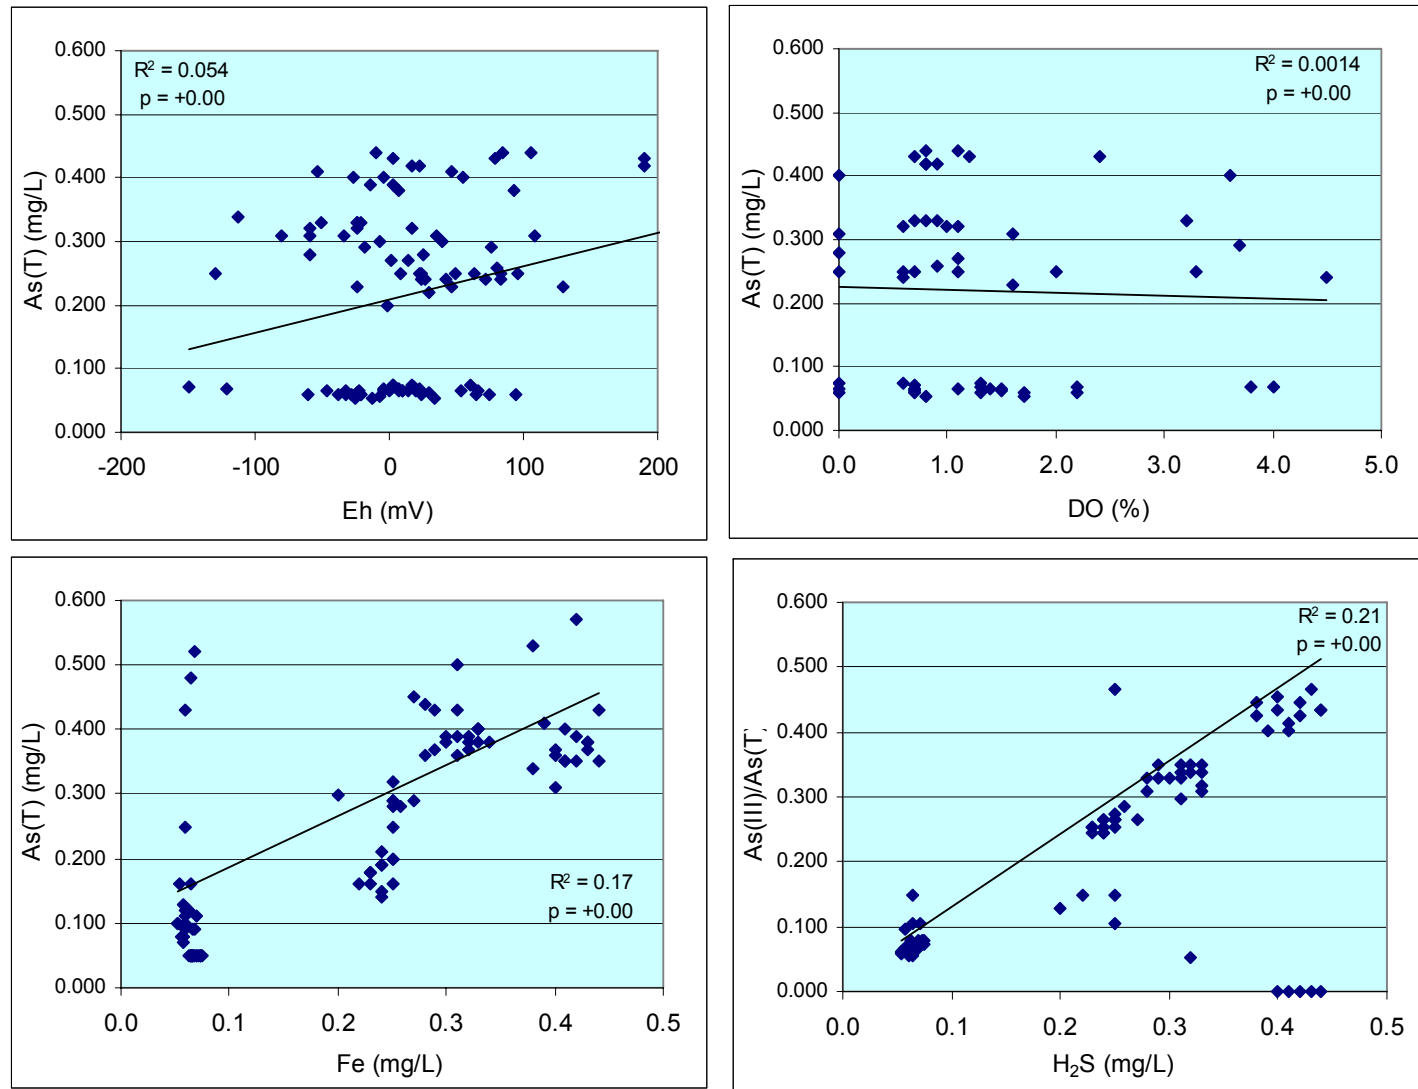 0.600
R² = 0.054
p = +0.00
0.500
0.400
0.300
0.200
0.100
0.000
As(T) (mg/L)
-200 -100 0 100 200
Eh (mV)
0.600
R² = 0.0014
p = +0.00
0.500
0.400
0.300
0.200
0.100
0.000
As(T) (mg/L)
0.0 1.0 2.0 3.0 4.0 5.0
DO (%)
0.600
0.500
0.400
0.300
0.200
0.100
0.000
As(T) (mg/L)
R² = 0.17
p = +0.00
0.0 0.1 0.2 0.3 0.4 0.5
Fe (mg/L)
0.600
R² = 0.21
p = +0.00
0.500
0.400
0.300
0.200
0.100
0.000
As(III)/As(T)
0.0 0.1 0.2 0.3 0.4 0.5
H₂S (mg/L)